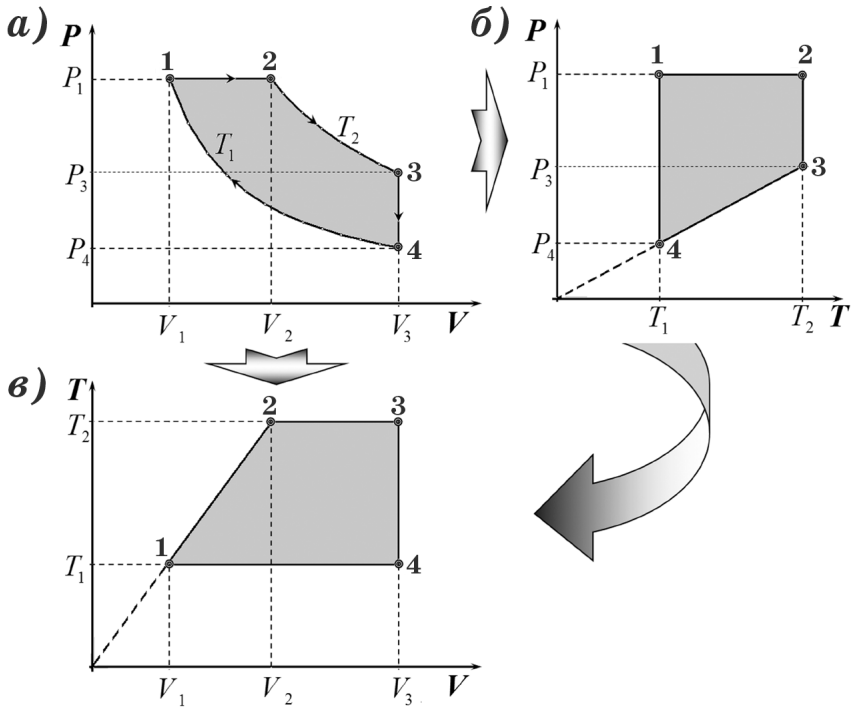 а)
P
1
2
P₁
T₂
T₁
3
P₃
P₄
4
V₁
V₂
V₃
V
б)
P
1
2
P₁
P₃
3
P₄
4
T₁
T₂
T
в)
T
2
3
T₂
1
T₁
4
V₁
V₂
V₃
V